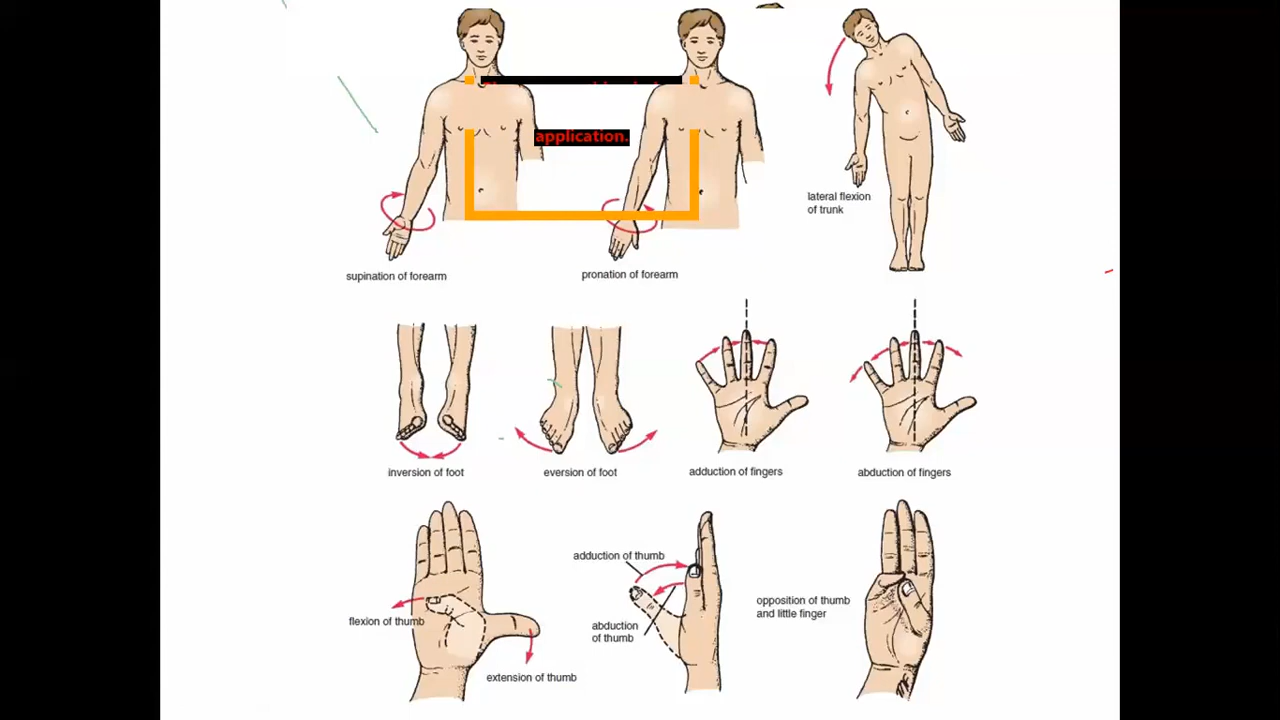 application.
lateral flexion
of trunk
supination of forearm
pronation of forearm
inversion of foot
eversion of foot
adduction of fingers
abduction of fingers
adduction of thumb
flexion of thumb
abduction
of thumb
opposition of thumb
and little finger
extension of thumb